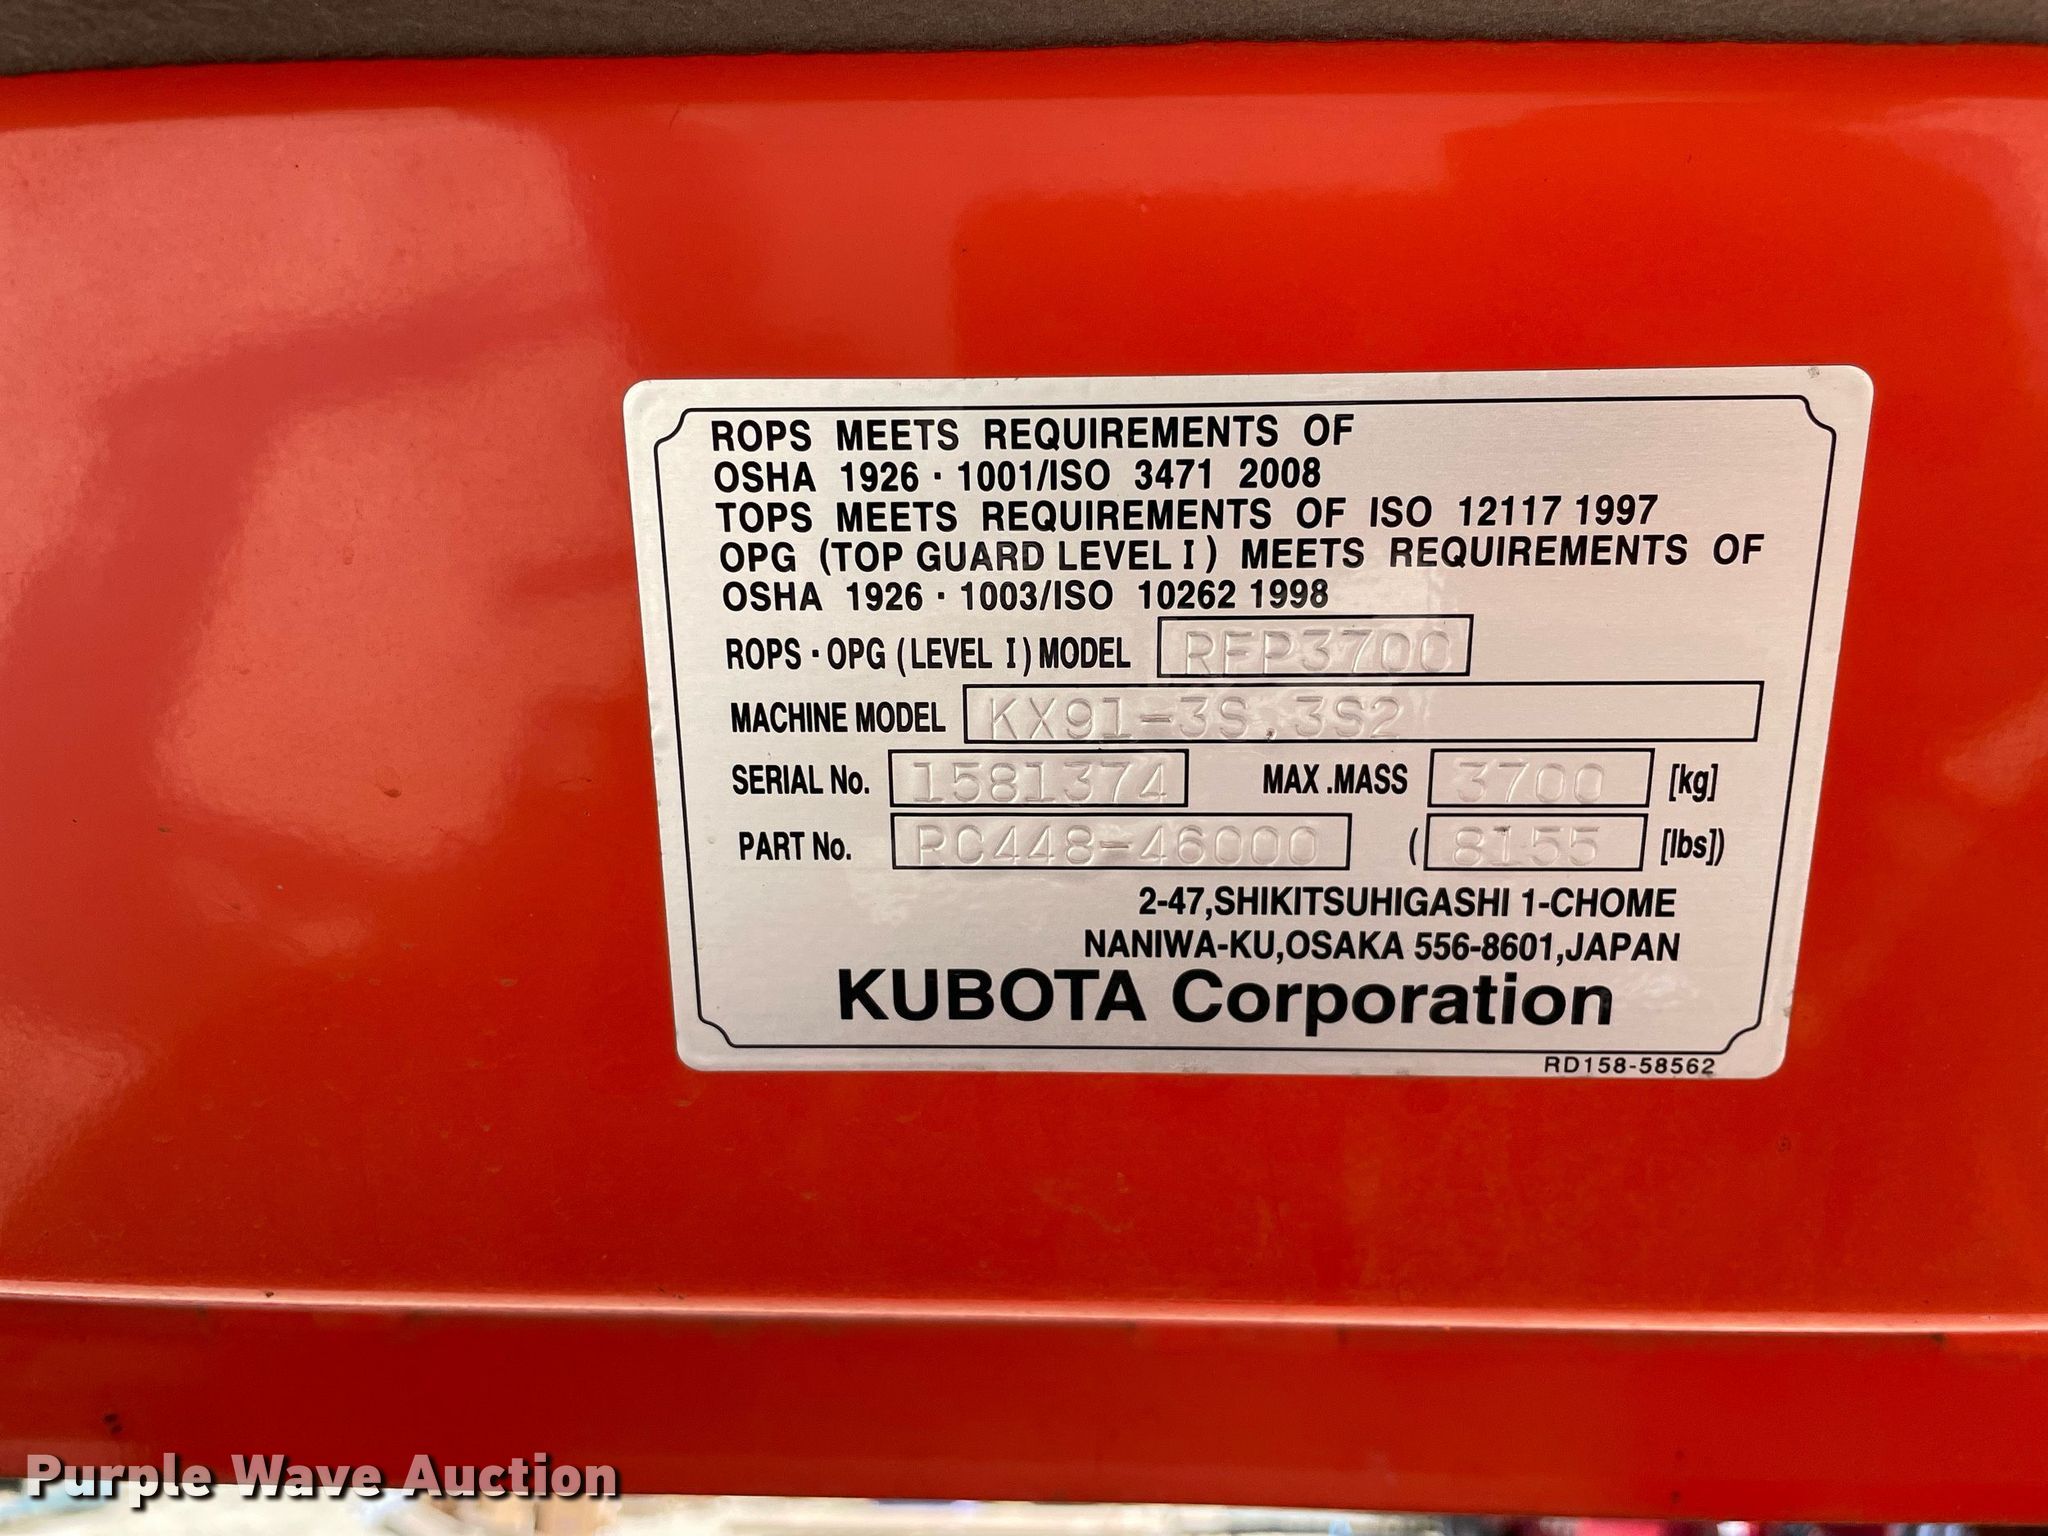 ROPS MEETS REQUIREMENTS OF
OSHA 1926 · 1001/ISO 3471 2008
TOPS MEETS REQUIREMENTS OF ISO 12117 1997
OPG (TOP GUARD LEVEL I) MEETS REQUIREMENTS OF
OSHA 1926 · 1003/ISO 10262 1998
ROPS · OPG (LEVEL I) MODEL RFP3700
MACHINE MODEL KX91-3S,3S2
SERIAL No. 1581374 MAX .MASS 3700 [kg]
PART No. RC448-46000 (8155 [lbs])
2-47,SHIKITSUHIGASHI 1-CHOME
NANIWA-KU,OSAKA 556-8601,JAPAN
KUBOTA Corporation
RD158-58562
Purple Wave Auction